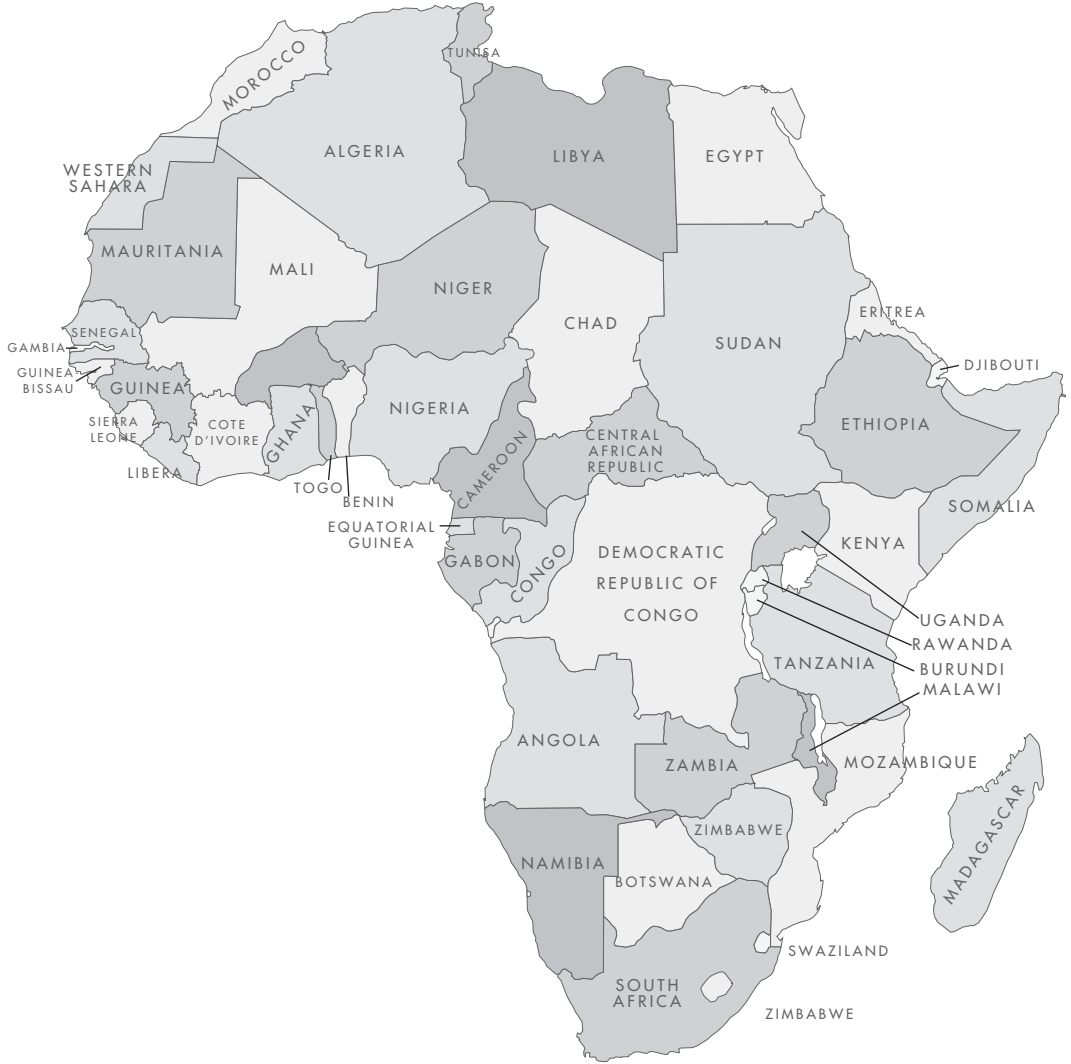 TUNISA
MOROCCO
ALGERIA
LIBYA
EGYPT
WESTERN
SAHARA
MAURITANIA
MALI
NIGER
CHAD
SUDAN
ERITREA
DJIBOUTI
SENEGAL
GAMBIA
GUINEA
BISSAU
GUINEA
SIERRA
LEONE
LIBERA
COTE
D'IVOIRE
GHANA
TOGO
BENIN
NIGERIA
CAMEROON
CENTRAL
AFRICAN
REPUBLIC
ETHIOPIA
SOMALIA
EQUATORIAL
GUINEA
GABON
CONGO
DEMOCRATIC
REPUBLIC OF
CONGO
KENYA
UGANDA
RAWANDA
BURUNDI
MALAWI
TANZANIA
ANGOLA
ZAMBIA
MOZAMBIQUE
MADAGASCAR
ZIMBABWE
NAMIBIA
BOTSWANA
SWAZILAND
SOUTH
AFRICA
ZIMBABWE